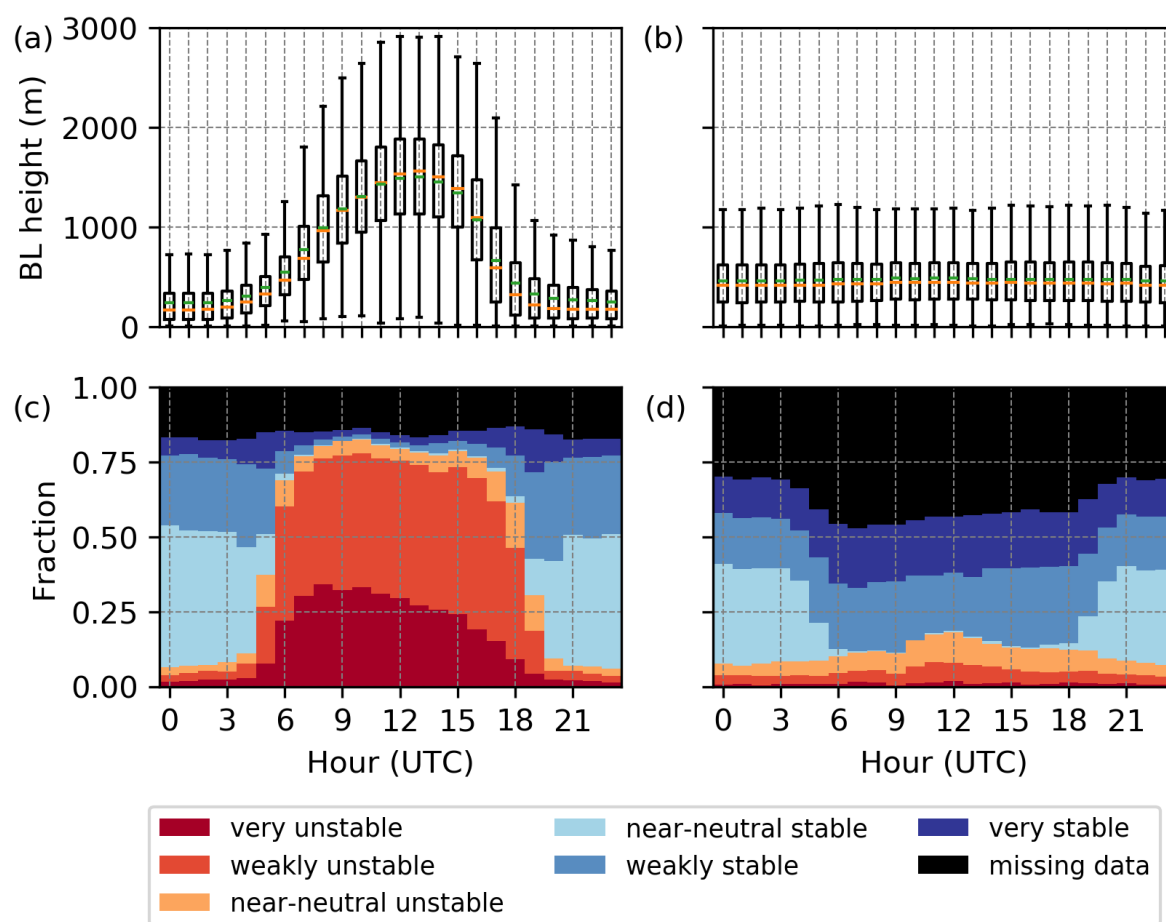 (a)
(b)
3000
2000
1000
0
BL height (m)
(c)
(d)
1.00
0.75
0.50
0.25
0.00
Fraction
0 3 6 9 12 15 18 21
0 3 6 9 12 15 18 21
Hour (UTC)
Hour (UTC)
very unstable
weakly unstable
near-neutral unstable
near-neutral stable
weakly stable
very stable
missing data